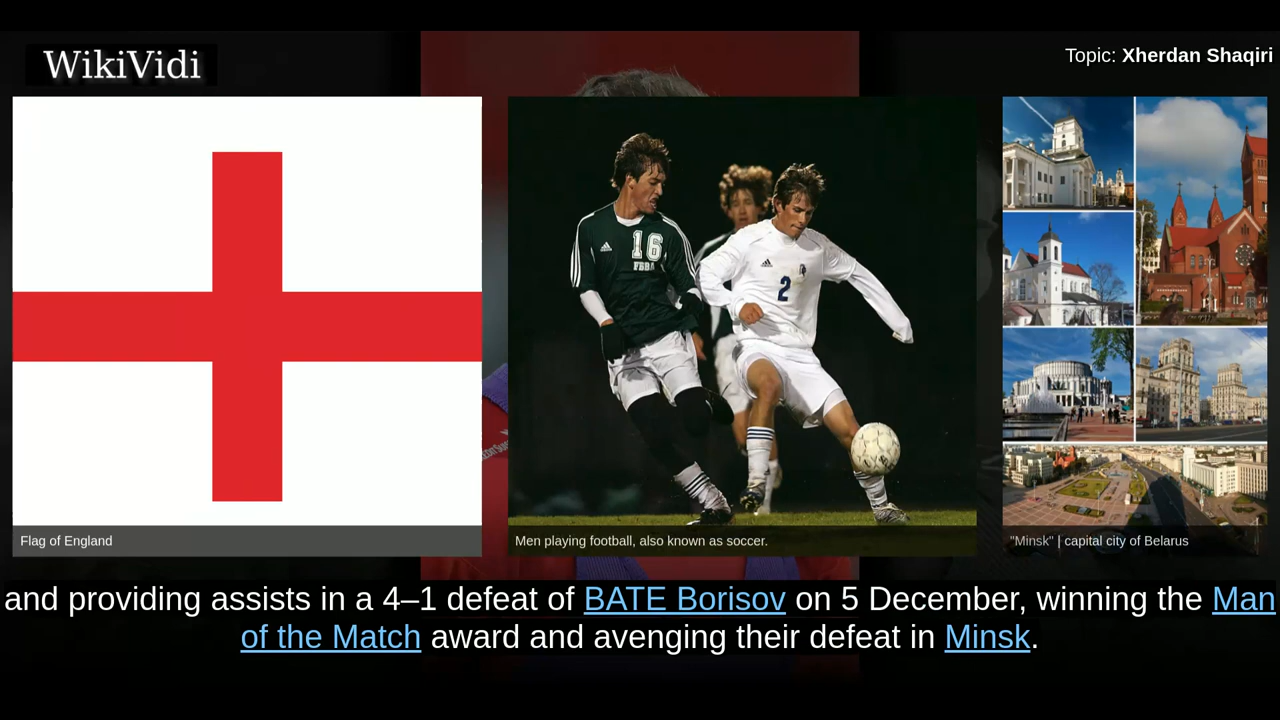 WikiVidi
Topic: Xherdan Shaqiri
16
2
Flag of England
Men playing football, also known as soccer.
"Minsk" | capital city of Belarus
and providing assists in a 4–1 defeat of BATE Borisov on 5 December, winning the Man
of the Match award and avenging their defeat in Minsk.